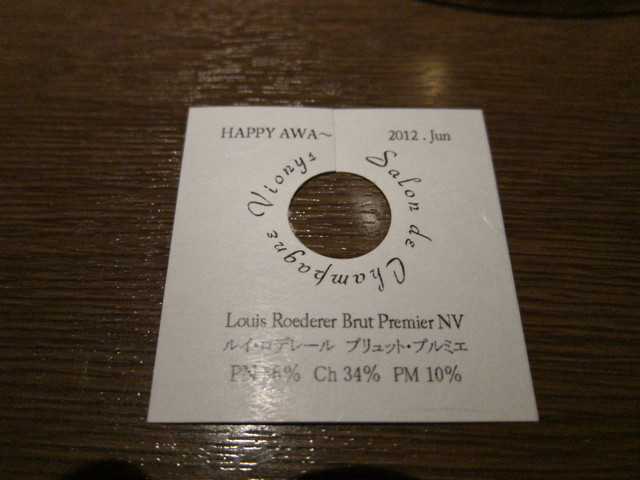 HAPPY AWA～
2012 . Jun
Salon de Champagne Vionys
Louis Roederer Brut Premier NV
ルイ・ロデレール ブリュット・プルミエ
PN 56% Ch 34% PM 10%